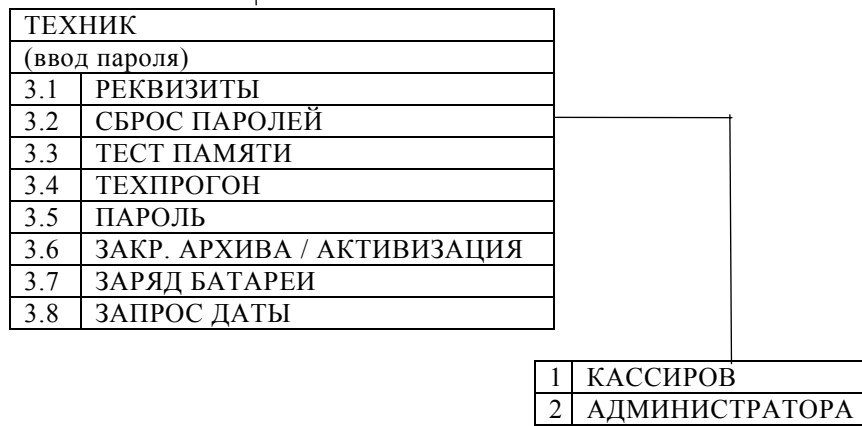 ТЕХНИК
(ввод пароля)
3.1 РЕКВИЗИТЫ
3.2 СБРОС ПАРОЛЕЙ
3.3 ТЕСТ ПАМЯТИ
3.4 ТЕХПРОГОН
3.5 ПАРОЛЬ
3.6 ЗАКР. АРХИВА / АКТИВИЗАЦИЯ
3.7 ЗАРЯД БАТАРЕИ
3.8 ЗАПРОС ДАТЫ
1 КАССИРОВ
2 АДМИНИСТРАТОРА